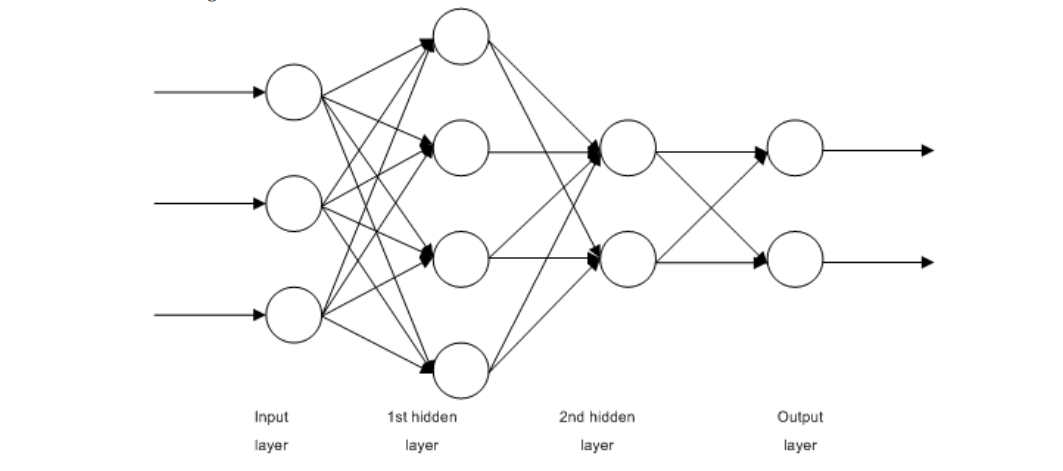 Input 1st hidden 2nd hidden Output
layer layer layer layer